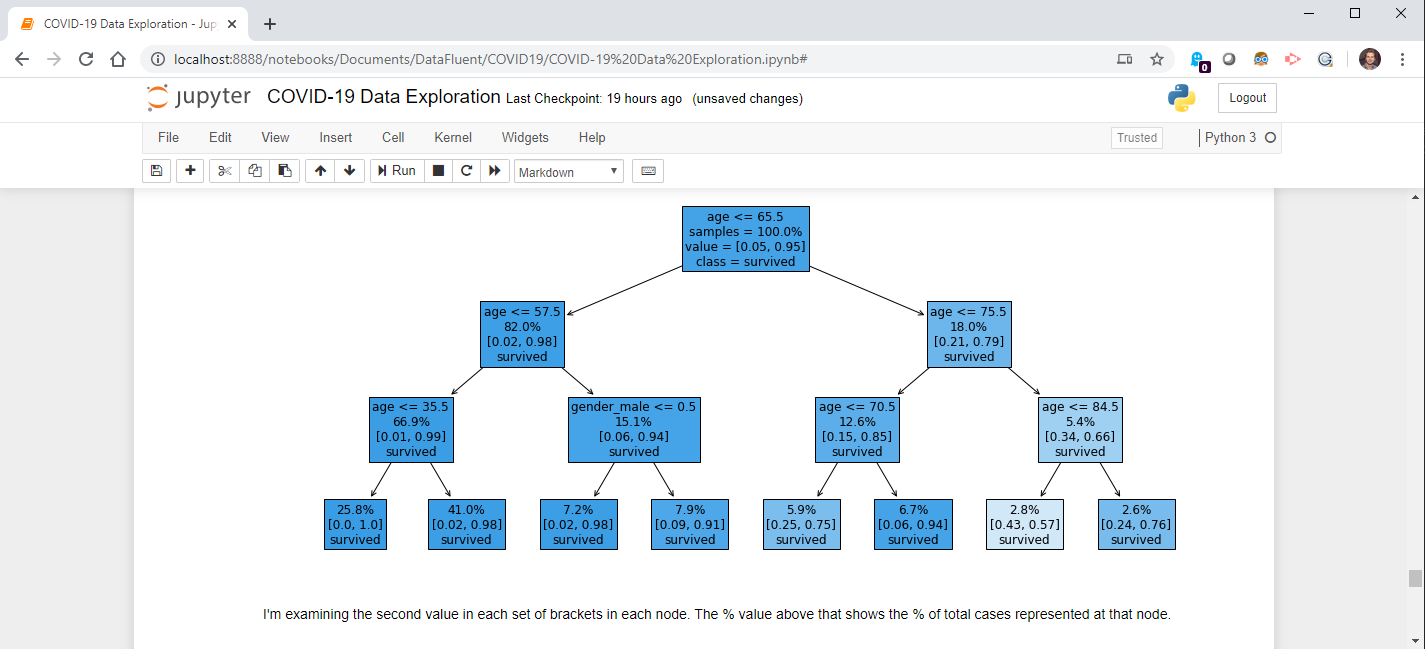 COVID-19 Data Exploration - Jup
localhost:8888/notebooks/Documents/DataFluent/COVID19/COVID-19%20Data%20Exploration.ipynb#
0
jupyter COVID-19 Data Exploration Last Checkpoint: 19 hours ago (unsaved changes)
Logout
File Edit View Insert Cell Kernel Widgets Help
Trusted
Python 3
Run
Markdown
age <= 65.5
samples = 100.0%
value = [0.05, 0.95]
class = survived
age <= 57.5
82.0%
[0.02, 0.98]
survived
age <= 75.5
18.0%
[0.21, 0.79]
survived
age <= 35.5
66.9%
[0.01, 0.99]
survived
gender_male <= 0.5
15.1%
[0.06, 0.94]
survived
age <= 70.5
12.6%
[0.15, 0.85]
survived
age <= 84.5
5.4%
[0.34, 0.66]
survived
25.8%
[0.0, 1.0]
survived
41.0%
[0.02, 0.98]
survived
7.2%
[0.02, 0.98]
survived
7.9%
[0.09, 0.91]
survived
5.9%
[0.25, 0.75]
survived
6.7%
[0.06, 0.94]
survived
2.8%
[0.43, 0.57]
survived
2.6%
[0.24, 0.76]
survived
I'm examining the second value in each set of brackets in each node. The % value above that shows the % of total cases represented at that node.